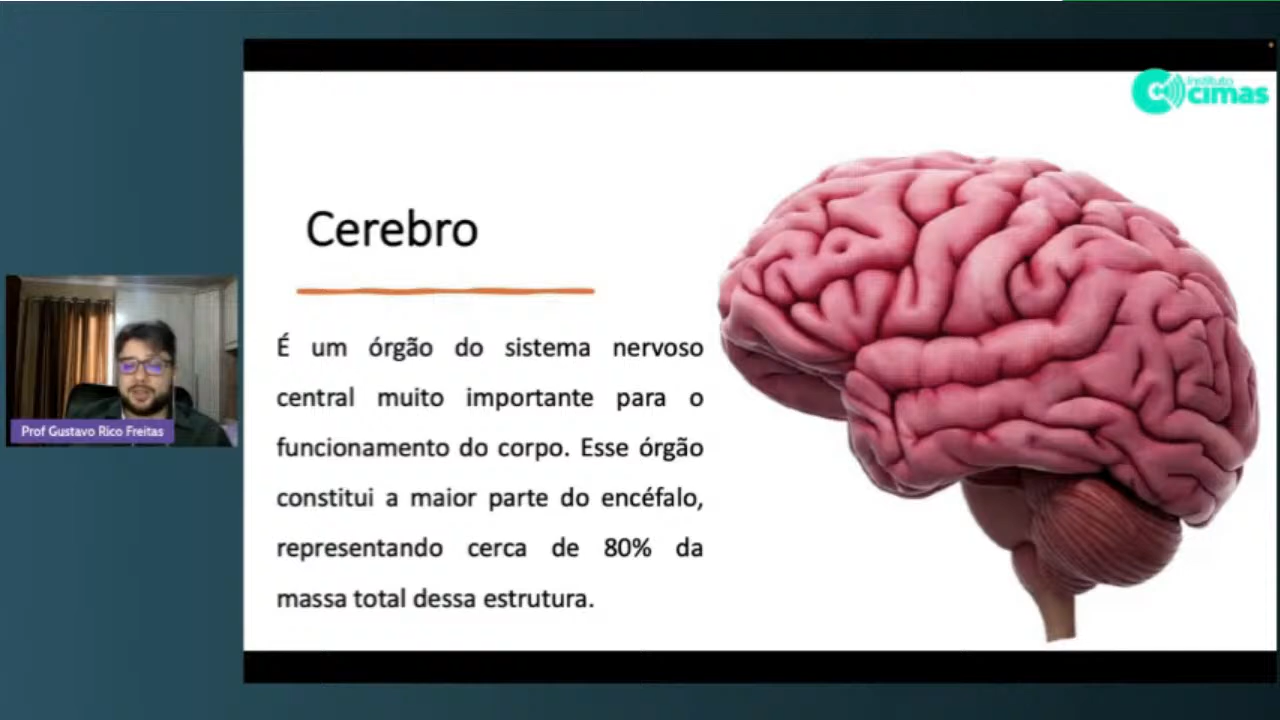 instituto
cimas
Cerebro
É um órgão do sistema nervoso
central muito importante para o
funcionamento do corpo. Esse órgão
constitui a maior parte do encéfalo,
representando cerca de 80% da
massa total dessa estrutura.
Prof Gustavo Rico Freitas